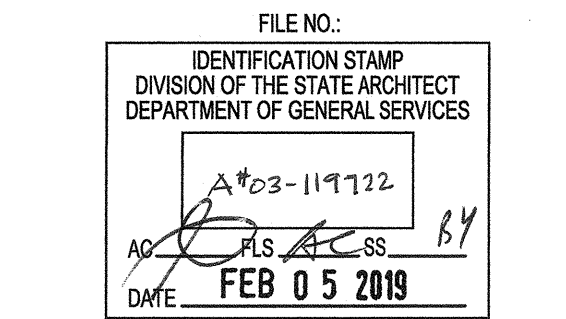 FILE NO.:
IDENTIFICATION STAMP
DIVISION OF THE STATE ARCHITECT
DEPARTMENT OF GENERAL SERVICES
A#03-119722
AC FLS AC SS BY
DATE FEB 05 2019